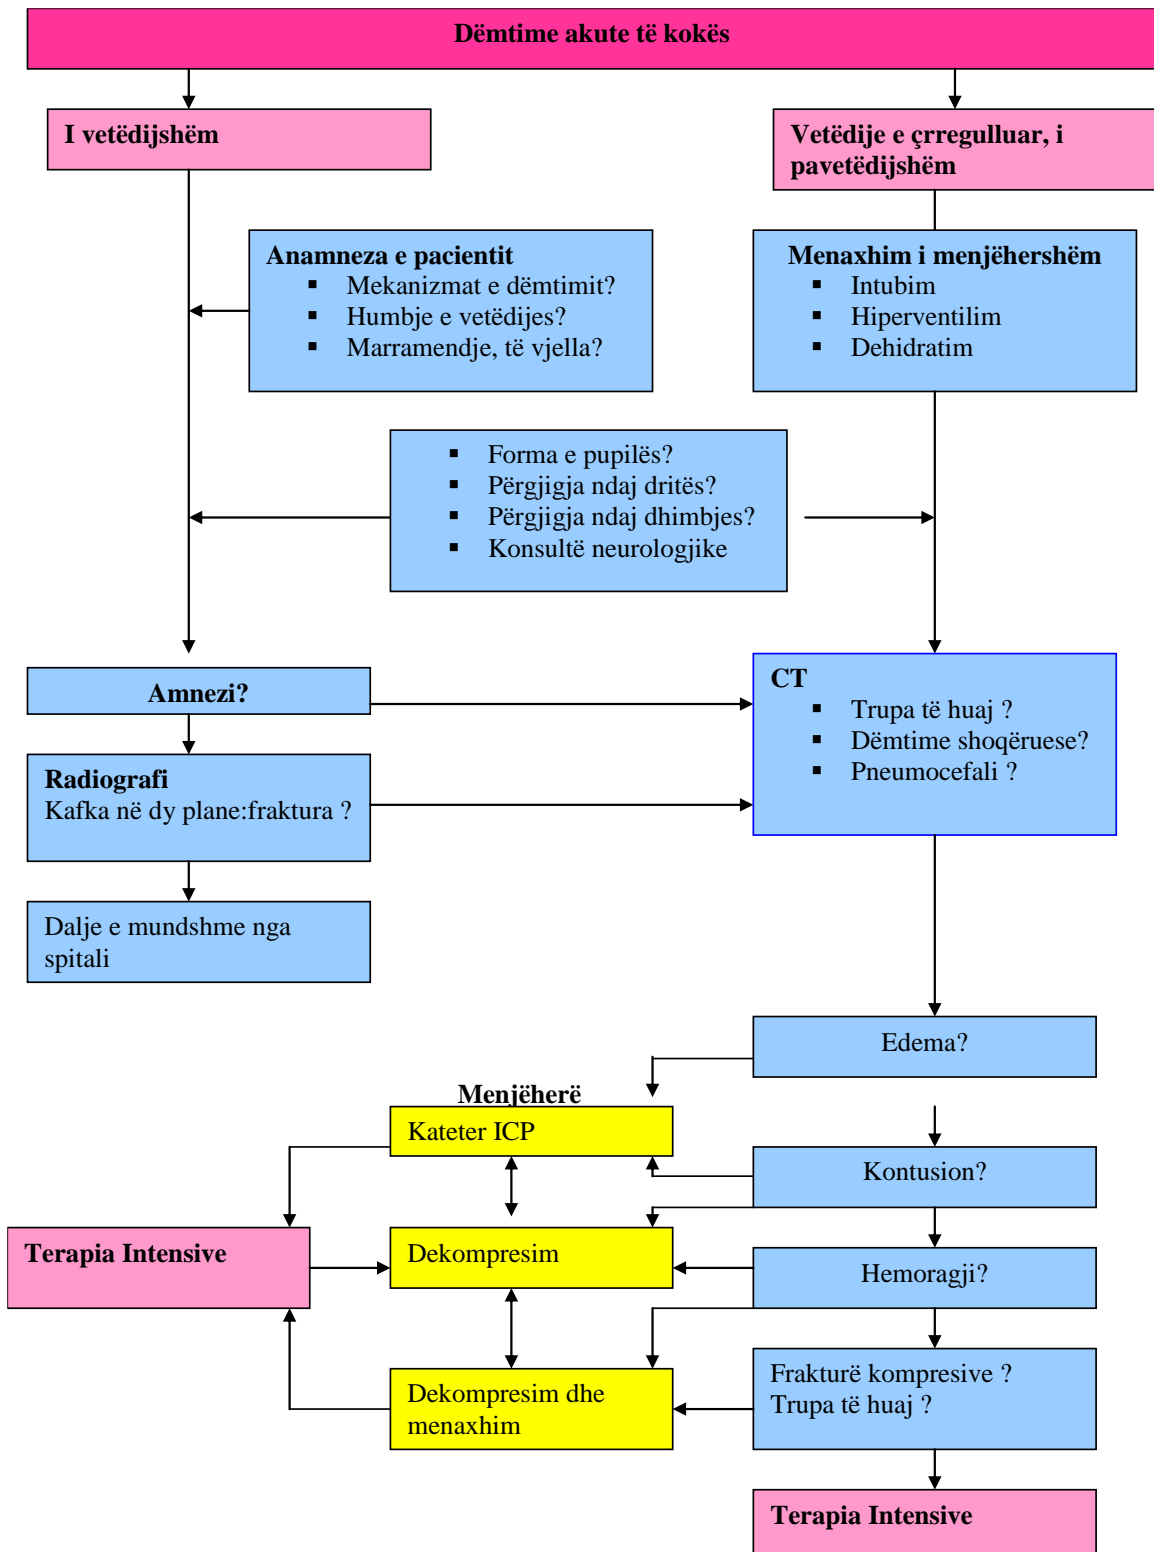 Dëmtime akute të kokës
I vetëdijshëm
Vetëdije e çrregulluar, i
pavetëdijshëm
Anamneza e pacientit
▪ Mekanizmat e dëmtimit?
▪ Humbje e vetëdijes?
▪ Marramendje, të vjella?
Menaxhim i menjëhershëm
▪ Intubim
▪ Hiperventilim
▪ Dehidratim
▪ Forma e pupilës?
▪ Përgjigja ndaj dritës?
▪ Përgjigja ndaj dhimbjes?
▪ Konsultë neurologjike
Amnezi?
CT
▪ Trupa të huaj ?
▪ Dëmtime shoqëruese?
▪ Pneumocefali ?
Radiografi
Kafka në dy plane:fraktura ?
Dalje e mundshme nga
spitali
Edema?
Menjëherë
Kateter ICP
Kontusion?
Terapia Intensive
Dekompresim
Hemoragji?
Dekompresim dhe
menaxhim
Frakturë kompresive ?
Trupa të huaj ?
Terapia Intensive